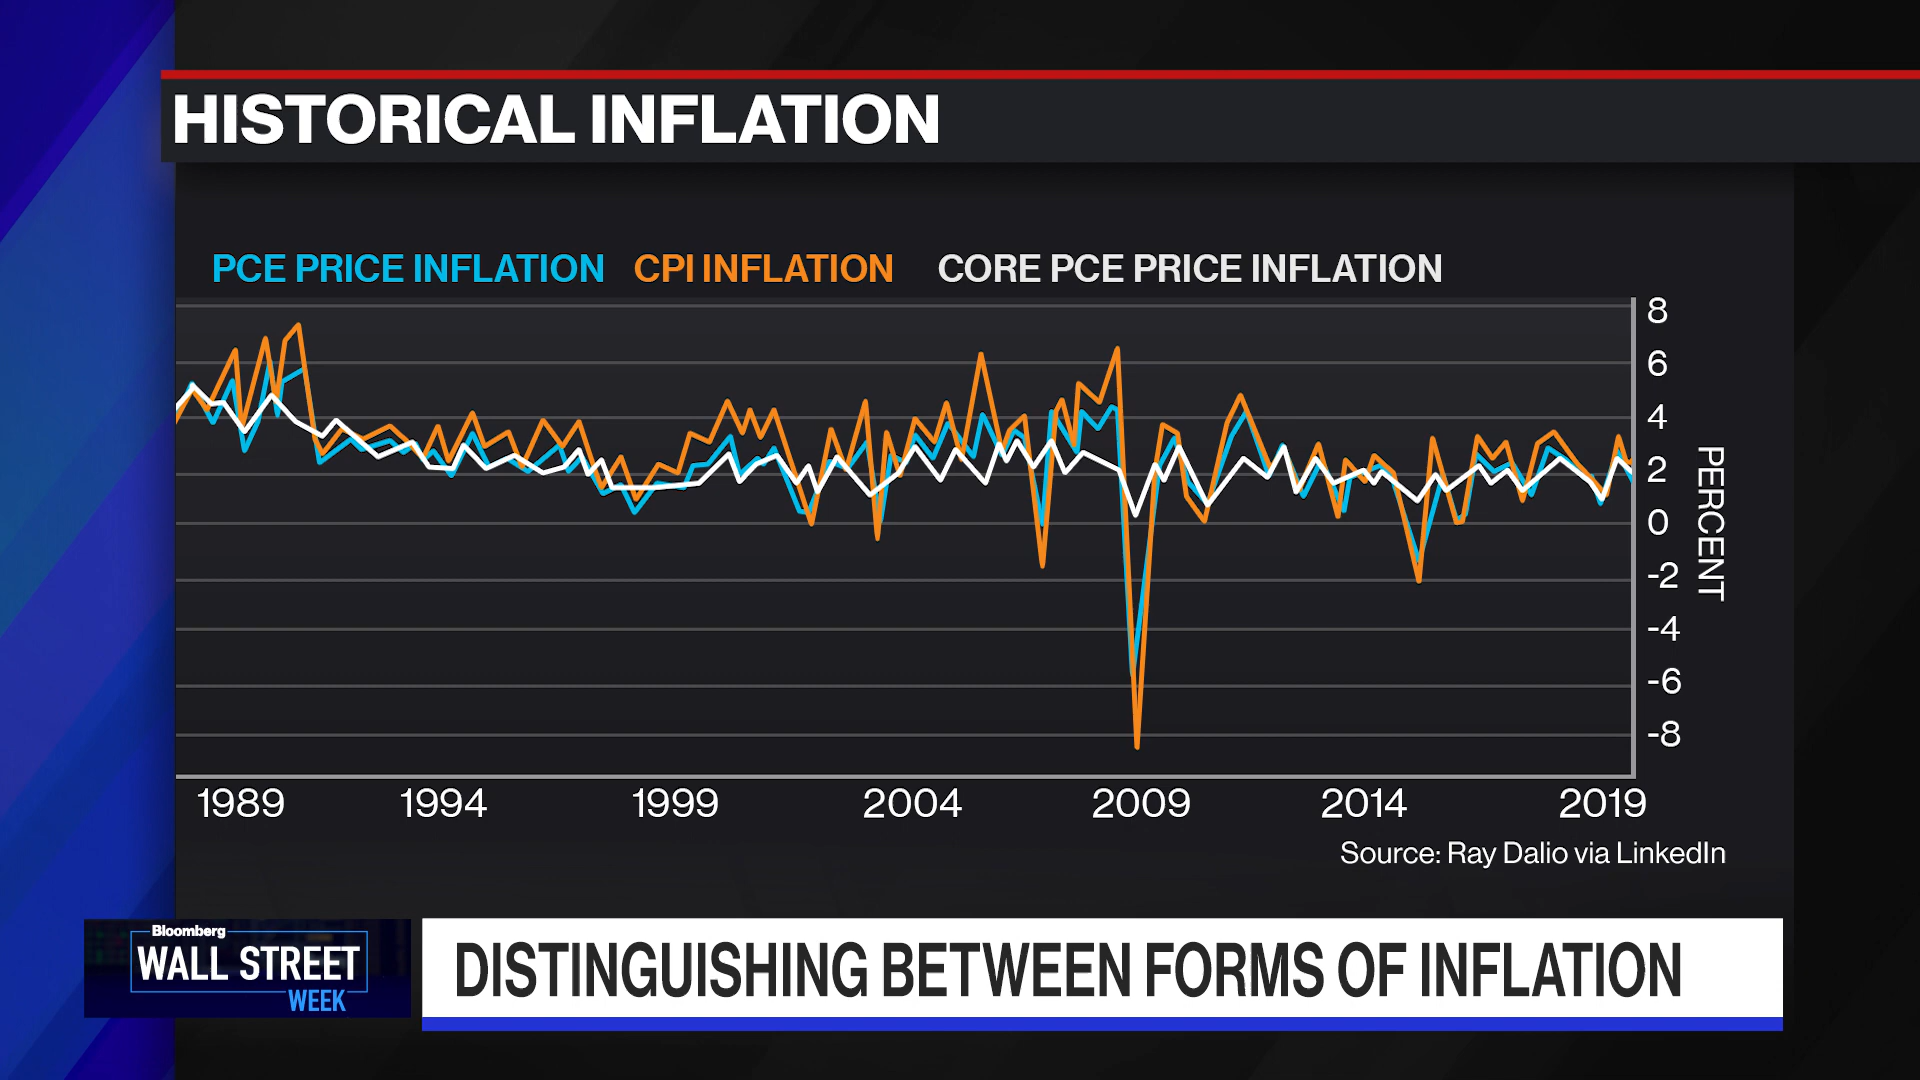 HISTORICAL INFLATION
PCE PRICE INFLATION CPI INFLATION CORE PCE PRICE INFLATION
8
6
4
2
0
-2
-4
-6
-8
PERCENT
1989 1994 1999 2004 2009 2014 2019
Source: Ray Dalio via LinkedIn
Bloomberg
WALL STREET
WEEK
DISTINGUISHING BETWEEN FORMS OF INFLATION